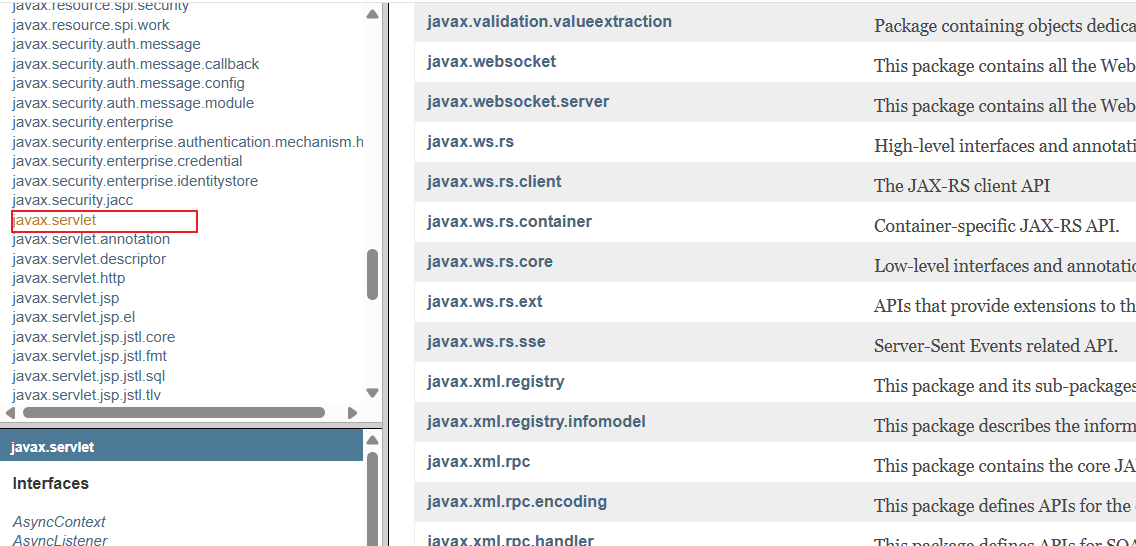 javax.resource.spi.security
javax.resource.spi.work
javax.security.auth.message
javax.security.auth.message.callback
javax.security.auth.message.config
javax.security.auth.message.module
javax.security.enterprise
javax.security.enterprise.authentication.mechanism.h
javax.security.enterprise.credential
javax.security.enterprise.identitystore
javax.security.jacc
javax.servlet
javax.servlet.annotation
javax.servlet.descriptor
javax.servlet.http
javax.servlet.jsp
javax.servlet.jsp.el
javax.servlet.jsp.jstl.core
javax.servlet.jsp.jstl.fmt
javax.servlet.jsp.jstl.sql
javax.servlet.jsp.jstl.tlv
javax.servlet
Interfaces
AsyncContext
AsyncListener
javax.validation.valueextraction Package containing objects dedica
javax.websocket This package contains all the Web
javax.websocket.server This package contains all the Web
javax.ws.rs High-level interfaces and annotati
javax.ws.rs.client The JAX-RS client API
javax.ws.rs.container Container-specific JAX-RS API.
javax.ws.rs.core Low-level interfaces and annotatio
javax.ws.rs.ext APIs that provide extensions to th
javax.ws.rs.sse Server-Sent Events related API.
javax.xml.registry This package and its sub-packages
javax.xml.registry.infomodel This package describes the inform
javax.xml.rpc This package contains the core JA
javax.xml.rpc.encoding This package defines APIs for the
javax.xml.rpc.handler This package defines APIs for SOA